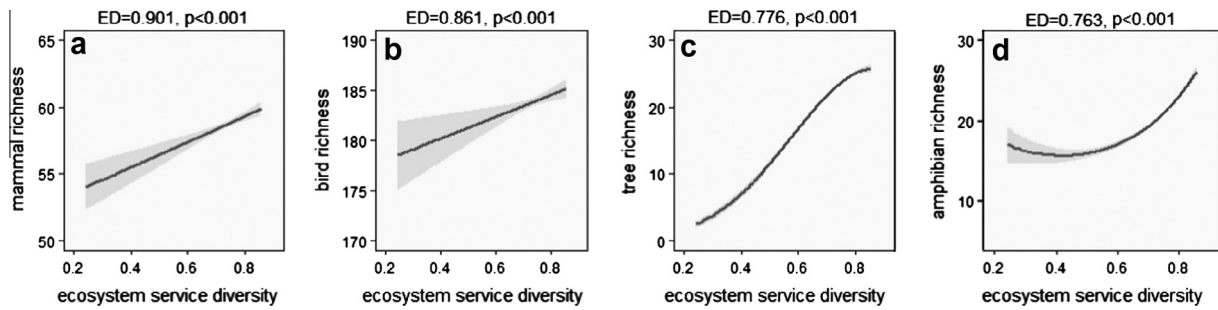 ED=0.901, p<0.001
a
mammal richness
65
60
55
50
0.2 0.4 0.6 0.8
ecosystem service diversity
ED=0.861, p<0.001
b
bird richness
190
185
180
175
170
0.2 0.4 0.6 0.8
ecosystem service diversity
ED=0.776, p<0.001
c
tree richness
30
20
10
0
0.2 0.4 0.6 0.8
ecosystem service diversity
ED=0.763, p<0.001
d
amphibian richness
30
20
10
0.2 0.4 0.6 0.8
ecosystem service diversity